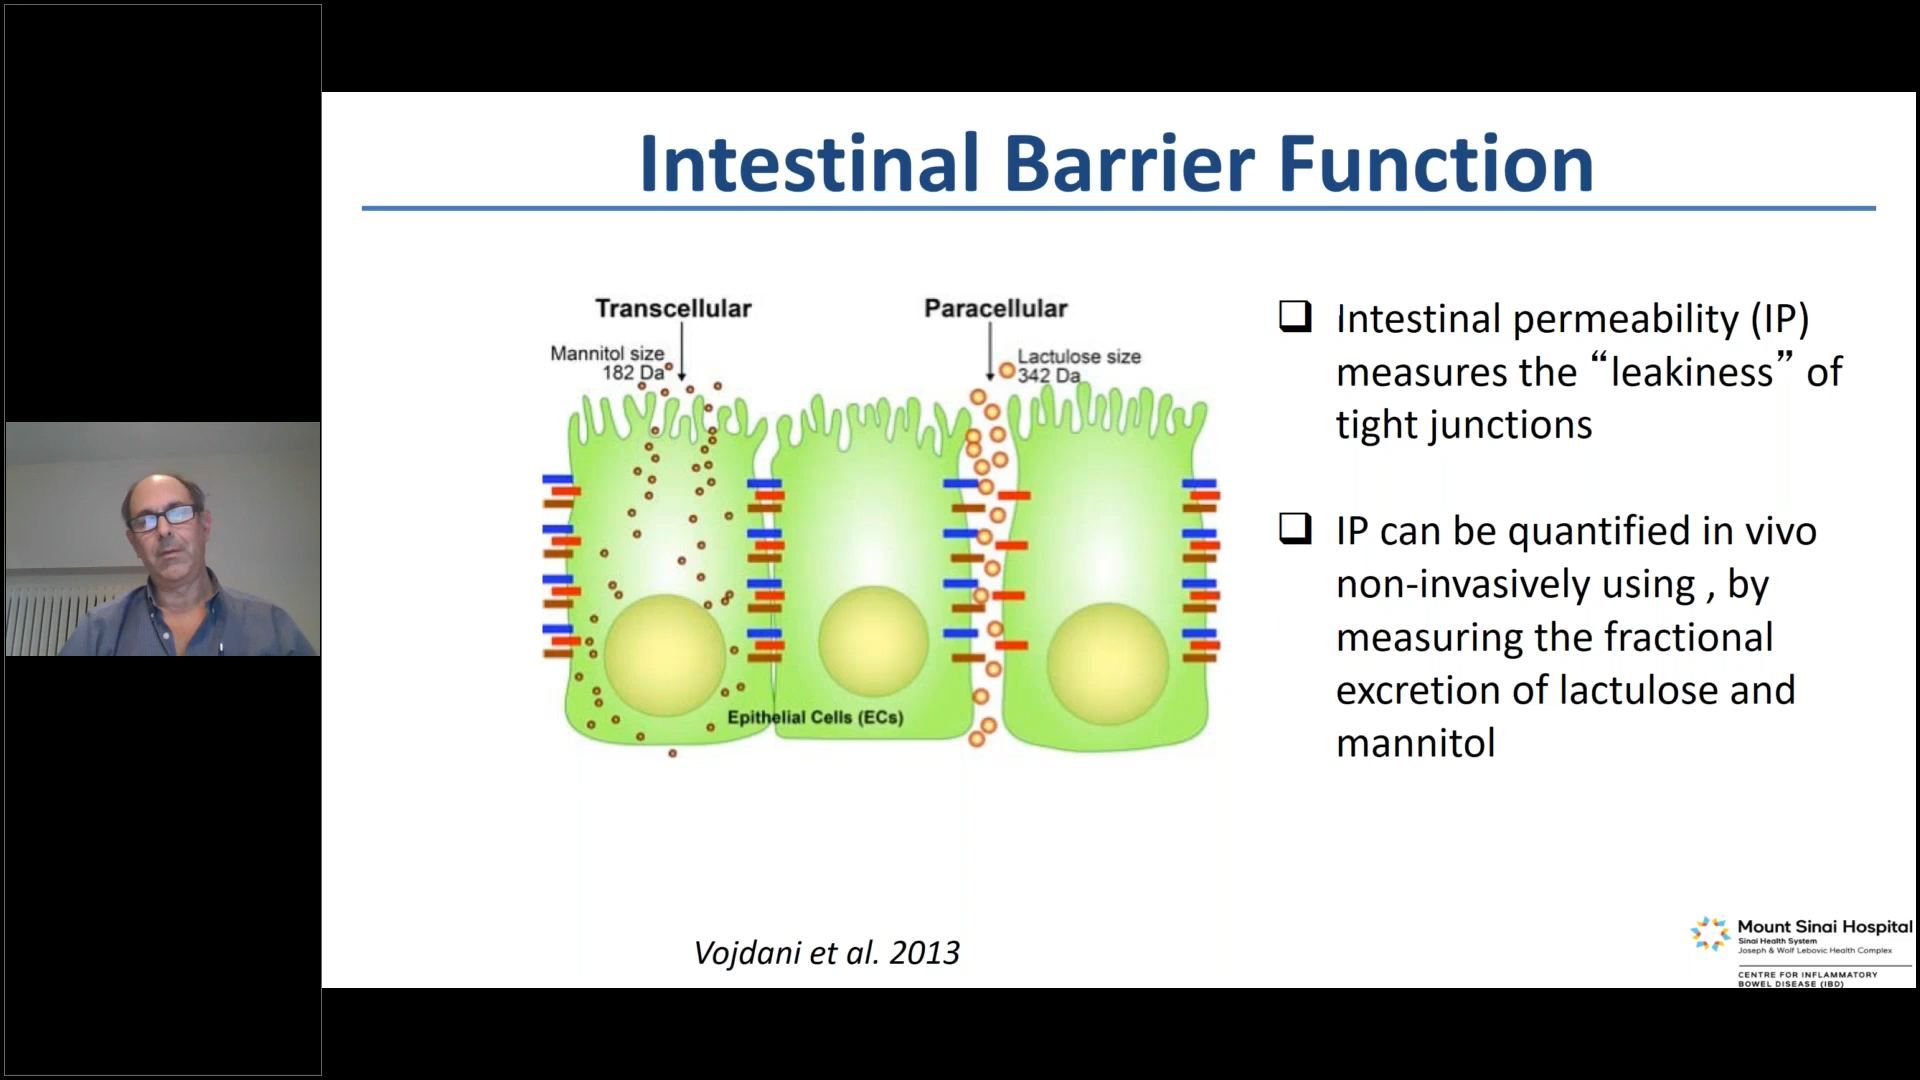 Intestinal Barrier Function
Transcellular
Paracellular
Mannitol size
182 Da
Lactulose size
342 Da
Epithelial Cells (ECs)
❑ Intestinal permeability (IP)
measures the “leakiness” of
tight junctions
❑ IP can be quantified in vivo
non-invasively using , by
measuring the fractional
excretion of lactulose and
mannitol
Vojdani et al. 2013
Mount Sinai Hospital
Sinai Health System
Joseph & Wolf Lebovic Health Complex
CENTRE FOR INFLAMMATORY
BOWEL DISEASE (IBD)